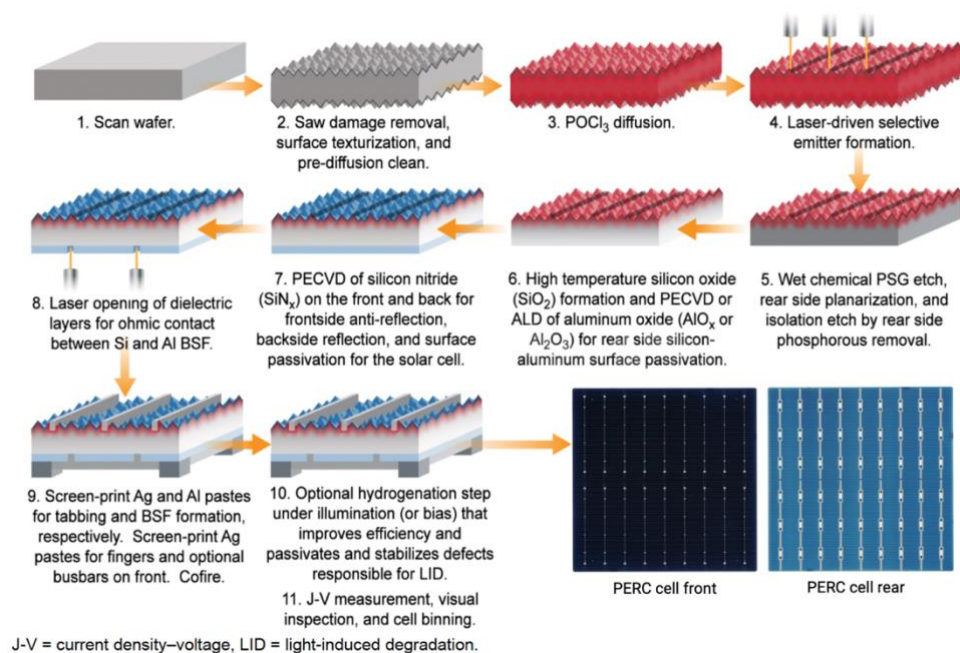 1. Scan wafer.
2. Saw damage removal,
surface texturization, and
pre-diffusion clean.
3. POCl₃ diffusion.
4. Laser-driven selective
emitter formation.
5. Wet chemical PSG etch,
rear side planarization, and
isolation etch by rear side
phosphorous removal.
6. High temperature silicon oxide
(SiO₂) formation and PECVD or
ALD of aluminum oxide (AlOₓ or
Al₂O₃) for rear side silicon-
aluminum surface passivation.
7. PECVD of silicon nitride
(SiNₓ) on the front and back for
frontside anti-reflection,
backside reflection, and surface
passivation for the solar cell.
8. Laser opening of dielectric
layers for ohmic contact
between Si and Al BSF.
9. Screen-print Ag and Al pastes
for tabbing and BSF formation,
respectively. Screen-print Ag
pastes for fingers and optional
busbars on front. Cofire.
10. Optional hydrogenation step
under illumination (or bias) that
improves efficiency and
passivates and stabilizes defects
responsible for LID.
11. J-V measurement, visual
inspection, and cell binning.
PERC cell front
PERC cell rear
J-V = current density–voltage, LID = light-induced degradation.